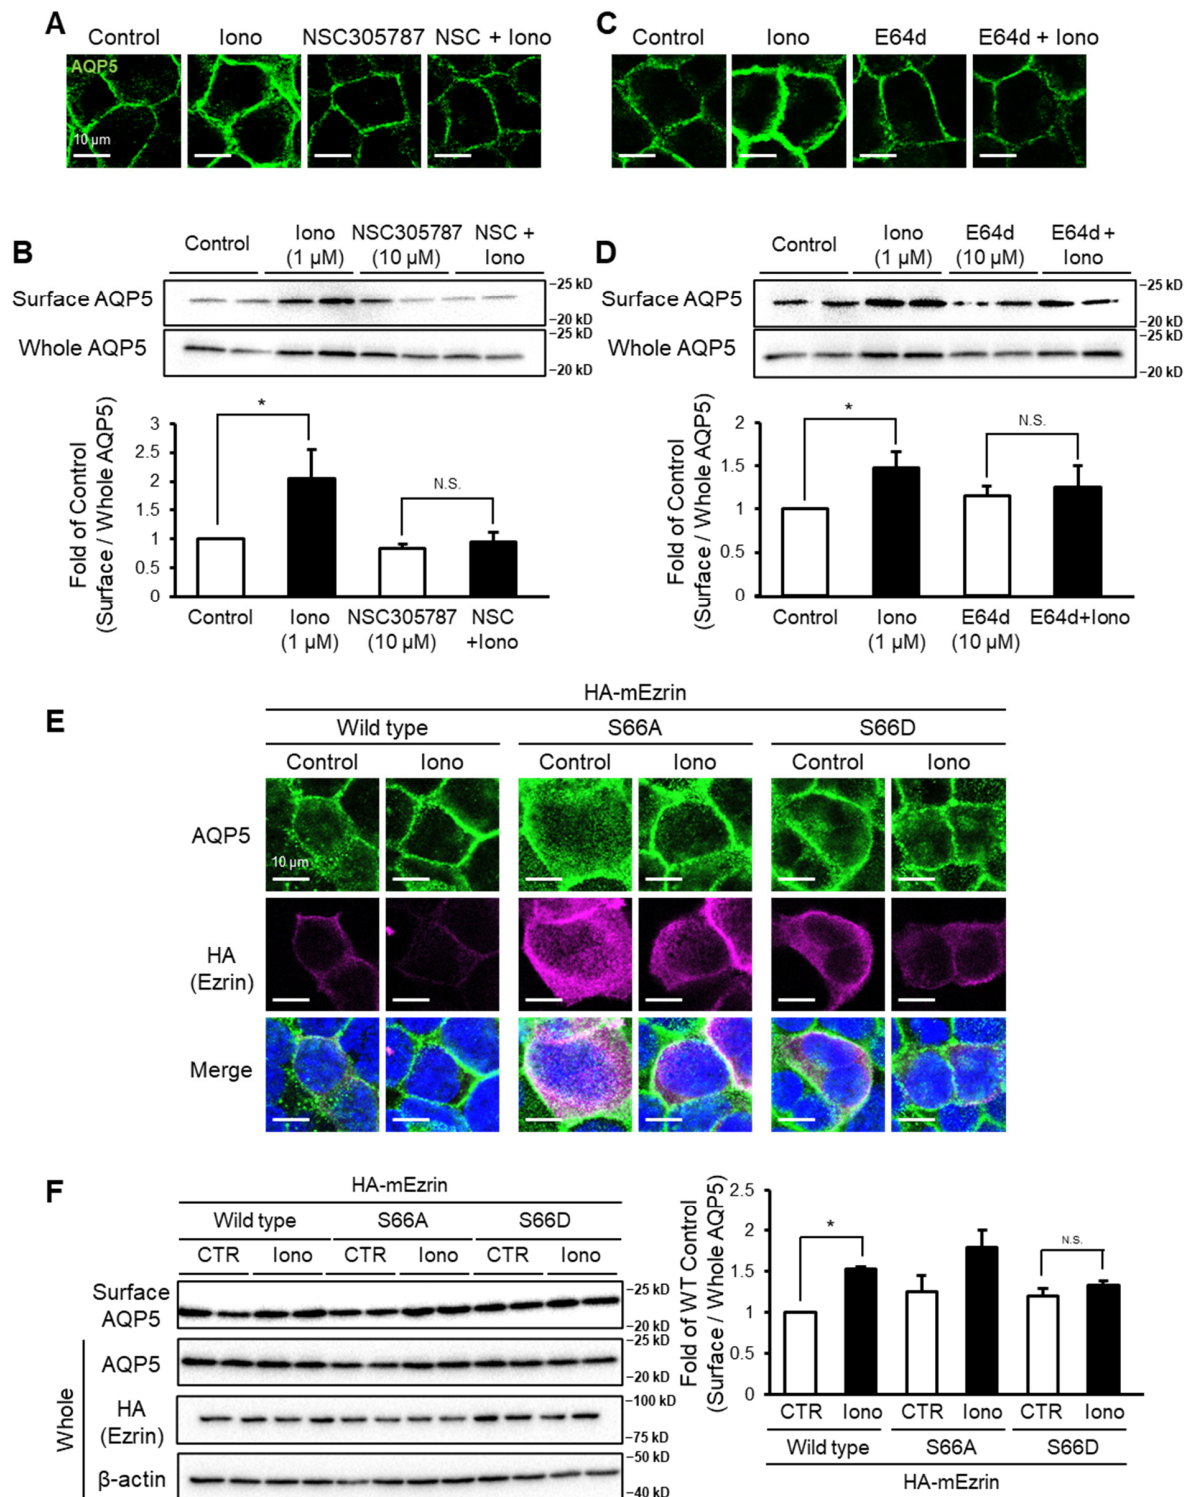 A
Control Iono NSC305787 NSC + Iono
AQP5
10 μm
C
Control Iono E64d E64d + Iono
B
Control Iono (1 μM) NSC305787 (10 μM) NSC + Iono
Surface AQP5
–25 kD
–20 kD
Whole AQP5
–25 kD
–20 kD
Fold of Control
(Surface / Whole AQP5)
3
2.5
2
1.5
1
0.5
0
*
N.S.
Control Iono (1 μM) NSC305787 (10 μM) NSC +Iono
D
Control Iono (1 μM) E64d (10 μM) E64d + Iono
Surface AQP5
–25 kD
–20 kD
Whole AQP5
–25 kD
–20 kD
Fold of Control
(Surface / Whole AQP5)
2
1.5
1
0.5
0
*
N.S.
Control Iono (1 μM) E64d (10 μM) E64d+Iono
E
HA-mEzrin
Wild type S66A S66D
Control Iono Control Iono Control Iono
AQP5
10 μm
HA
(Ezrin)
Merge
F
HA-mEzrin
Wild type S66A S66D
CTR Iono CTR Iono CTR Iono
Surface
AQP5
–25 kD
–20 kD
Whole
AQP5
–25 kD
–20 kD
HA
(Ezrin)
–100 kD
–75 kD
β-actin
–50 kD
–40 kD
Fold of WT Control
(Surface / Whole AQP5)
2.5
2
1.5
1
0.5
0
*
N.S.
CTR Iono CTR Iono CTR Iono
Wild type S66A S66D
HA-mEzrin